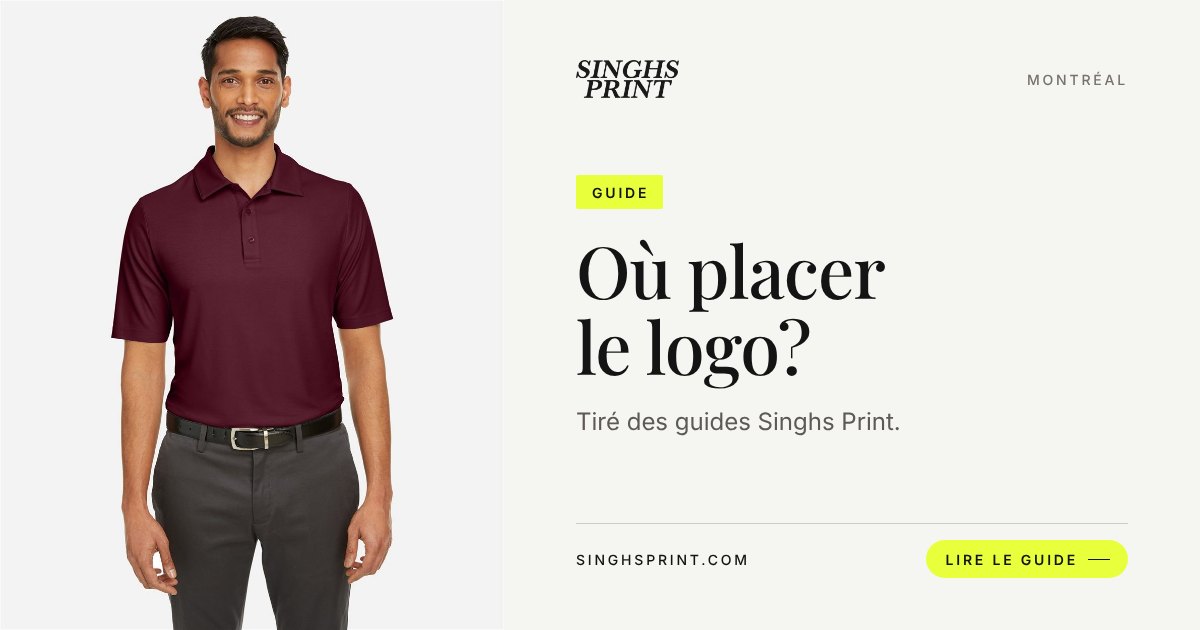 SINGHS
PRINT
MONTRÉAL
GUIDE
Où placer
le logo?
Tiré des guides Singhs Print.
SINGHSPRINT.COM
LIRE LE GUIDE